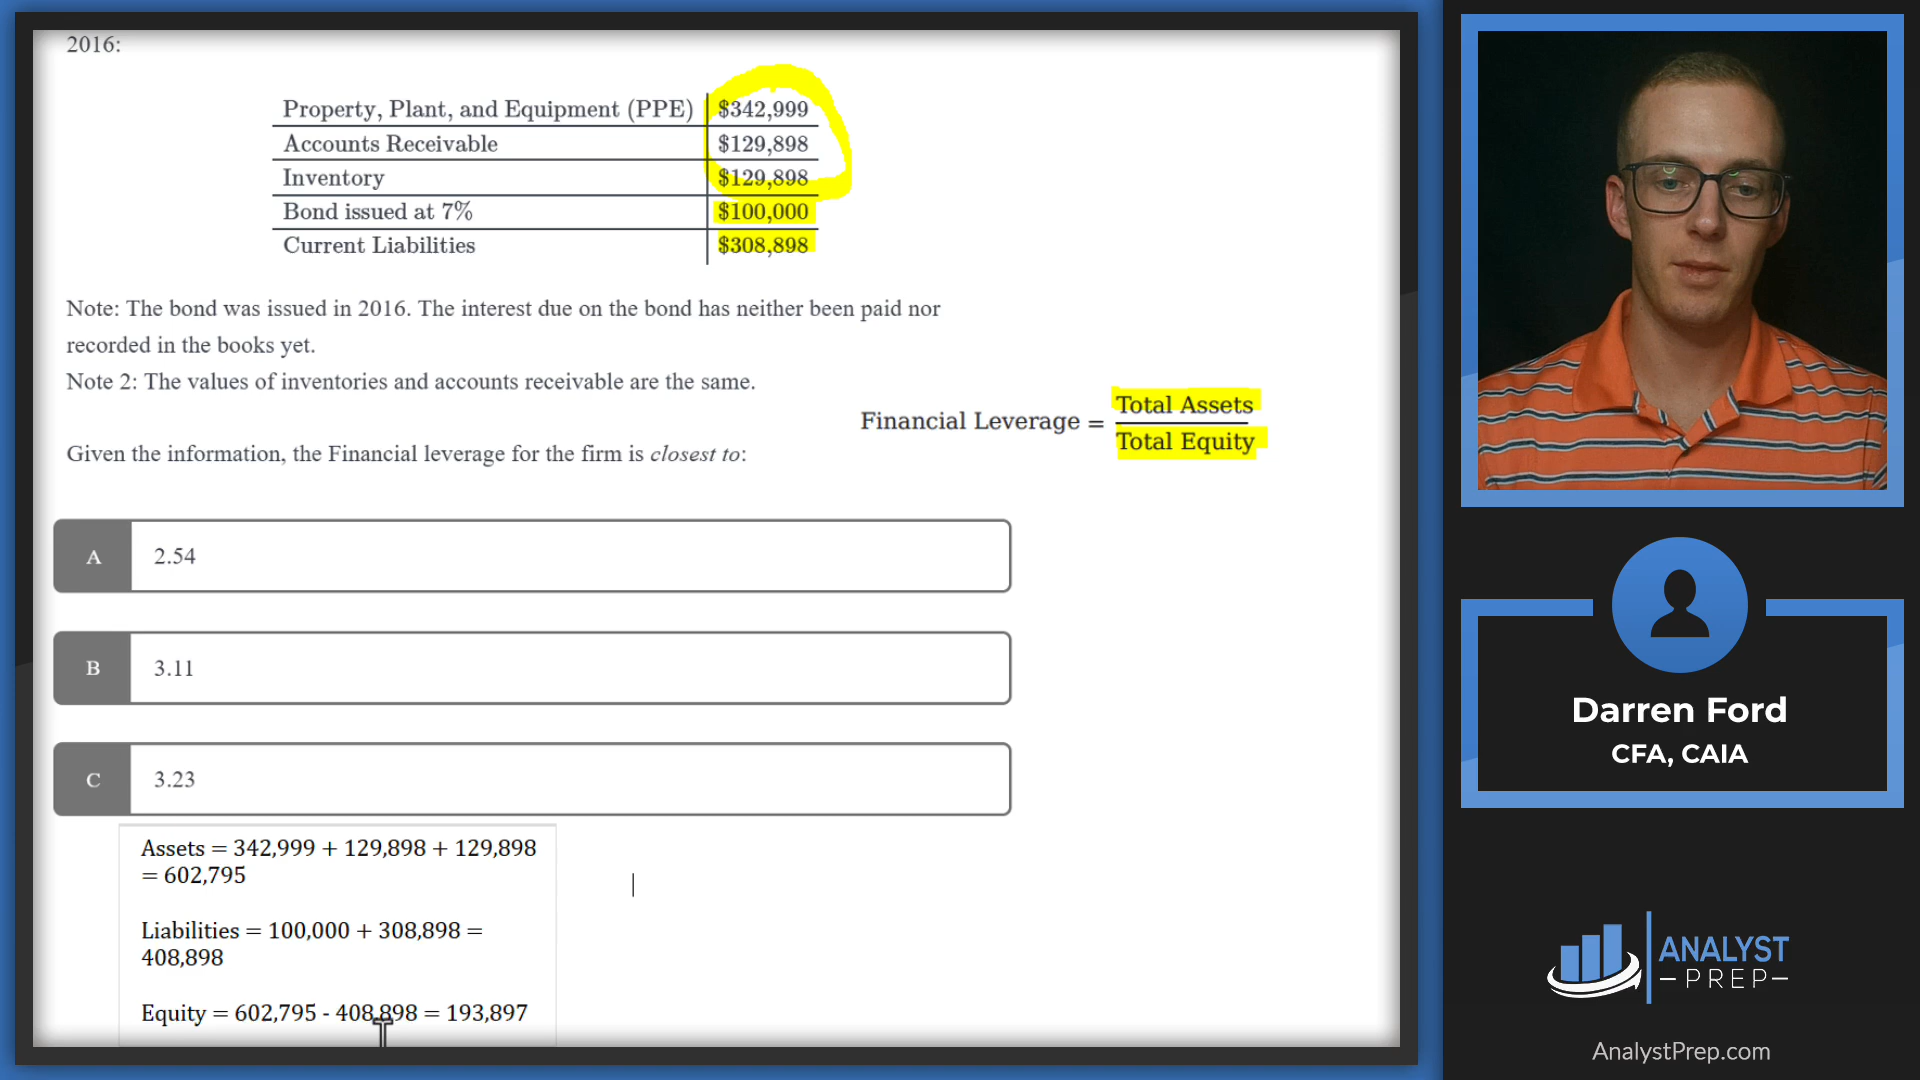 2016:
Property, Plant, and Equipment (PPE) $342,999
Accounts Receivable $129,898
Inventory $129,898
Bond issued at 7% $100,000
Current Liabilities $308,898
Note: The bond was issued in 2016. The interest due on the bond has neither been paid nor
recorded in the books yet.
Note 2: The values of inventories and accounts receivable are the same.
Financial Leverage = Total Assets
Total Equity
Given the information, the Financial leverage for the firm is closest to:
A 2.54
B 3.11
C 3.23
Assets = 342,999 + 129,898 + 129,898
= 602,795
Liabilities = 100,000 + 308,898 =
408,898
Equity = 602,795 - 408,898 = 193,897
Darren Ford
CFA, CAIA
ANALYST
PREP
AnalystPrep.com